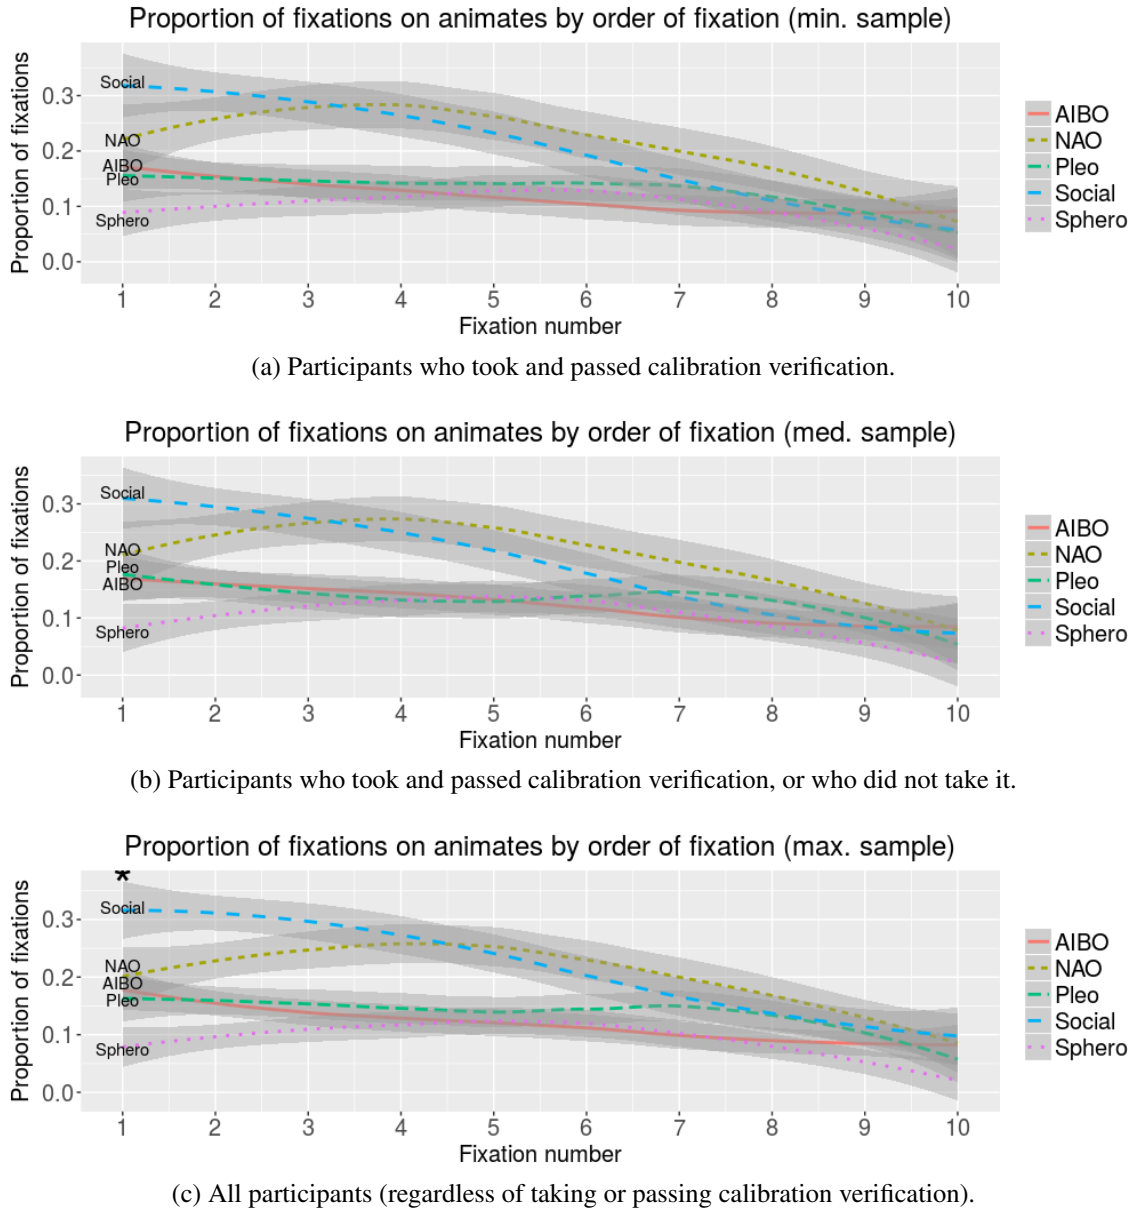 Proportion of fixations on animates by order of fixation (min. sample)
Proportion of fixations
0.3
0.2
0.1
0.0
Social
NAO
AIBO
Pleo
Sphero
1 2 3 4 5 6 7 8 9 10
Fixation number
AIBO
NAO
Pleo
Social
Sphero
(a) Participants who took and passed calibration verification.
Proportion of fixations on animates by order of fixation (med. sample)
Proportion of fixations
0.3
0.2
0.1
0.0
Social
NAO
Pleo
AIBO
Sphero
1 2 3 4 5 6 7 8 9 10
Fixation number
AIBO
NAO
Pleo
Social
Sphero
(b) Participants who took and passed calibration verification, or who did not take it.
Proportion of fixations on animates by order of fixation (max. sample)
Proportion of fixations
0.3
0.2
0.1
0.0
*
Social
NAO
AIBO
Pleo
Sphero
1 2 3 4 5 6 7 8 9 10
Fixation number
AIBO
NAO
Pleo
Social
Sphero
(c) All participants (regardless of taking or passing calibration verification).